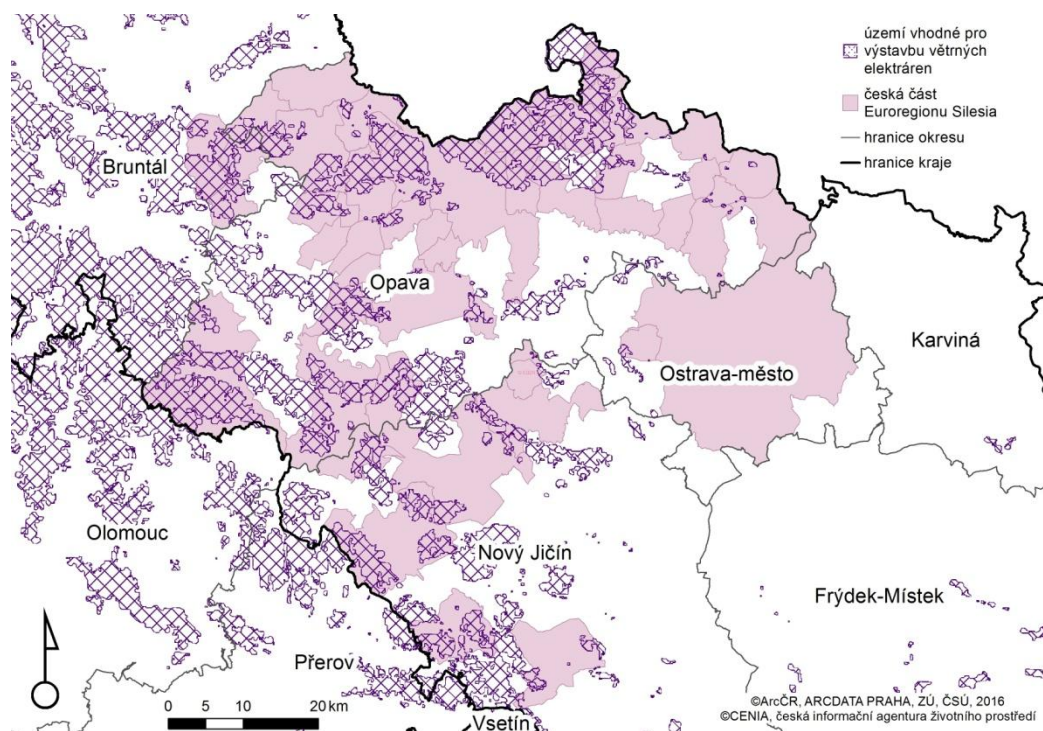 území vhodné pro
výstavbu větrných
elektráren
česká část
Euroregionu Silesia
hranice okresu
hranice kraje
Bruntál
Opava
Karviná
Ostrava-město
Olomouc
Nový Jičín
Frýdek-Místek
Přerov
Vsetín
0 5 10 20 km
©ArcČR, ARCDATA PRAHA, ZÚ, ČSÚ, 2016
©CENIA, česká informační agentura životního prostředí